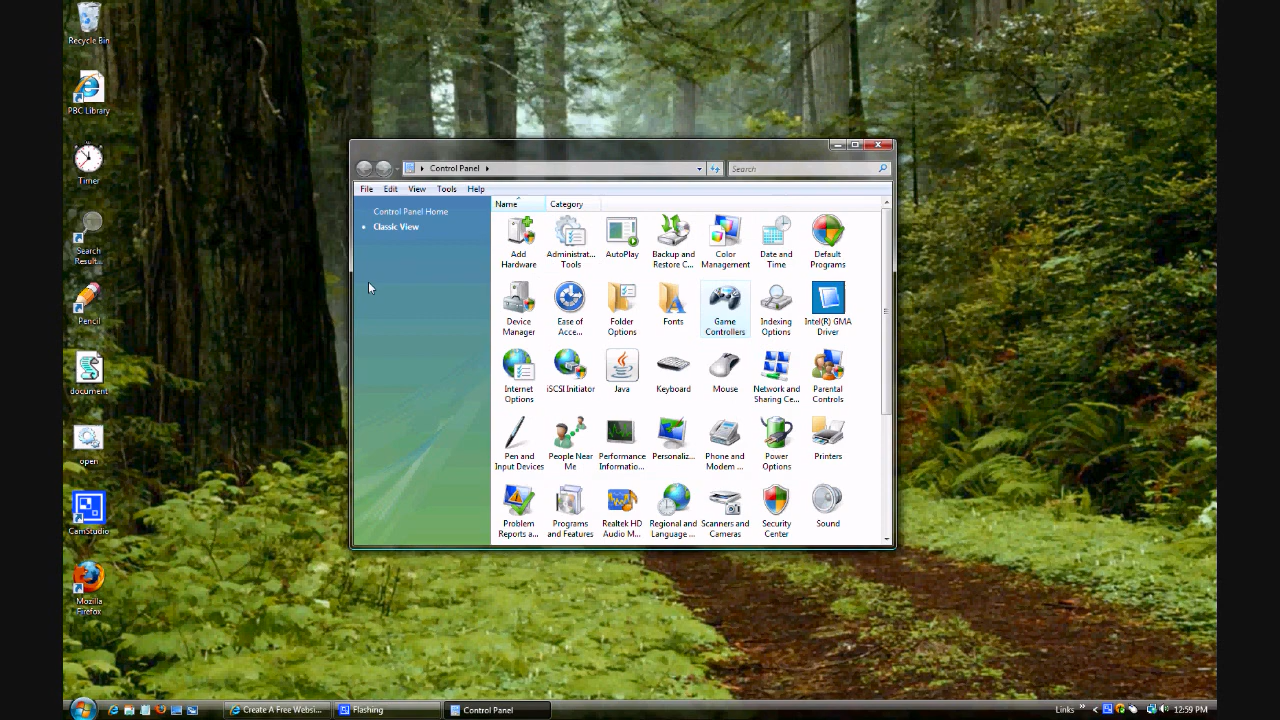 Recycle Bin
PBC Library
Timer
Search
Result...
Pencil
document
open
CamStudio
Mozilla
Firefox
Control Panel
Search
File Edit View Tools Help
Control Panel Home
Classic View
Name Category
Add
Hardware
Administrat...
Tools
AutoPlay
Backup and
Restore C...
Color
Management
Date and
Time
Default
Programs
Device
Manager
Ease of
Acce...
Folder
Options
Fonts
Game
Controllers
Indexing
Options
Intel(R) GMA
Driver
Internet
Options
iSCSI Initiator
Java
Keyboard
Mouse
Network and
Sharing Ce...
Parental
Controls
Pen and
Input Devices
People Near
Me
Performance
Informatio...
Personaliz...
Phone and
Modem ...
Power
Options
Printers
Problem
Reports a...
Programs
and Features
Realtek HD
Audio M...
Regional and
Language ...
Scanners and
Cameras
Security
Center
Sound
Create A Free Websi... Flashing Control Panel Links 12:59 PM